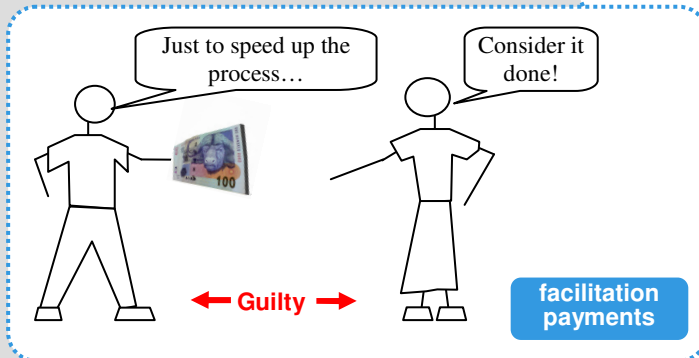 Just to speed up the
process…
Consider it
done!
100
Guilty
facilitation
payments